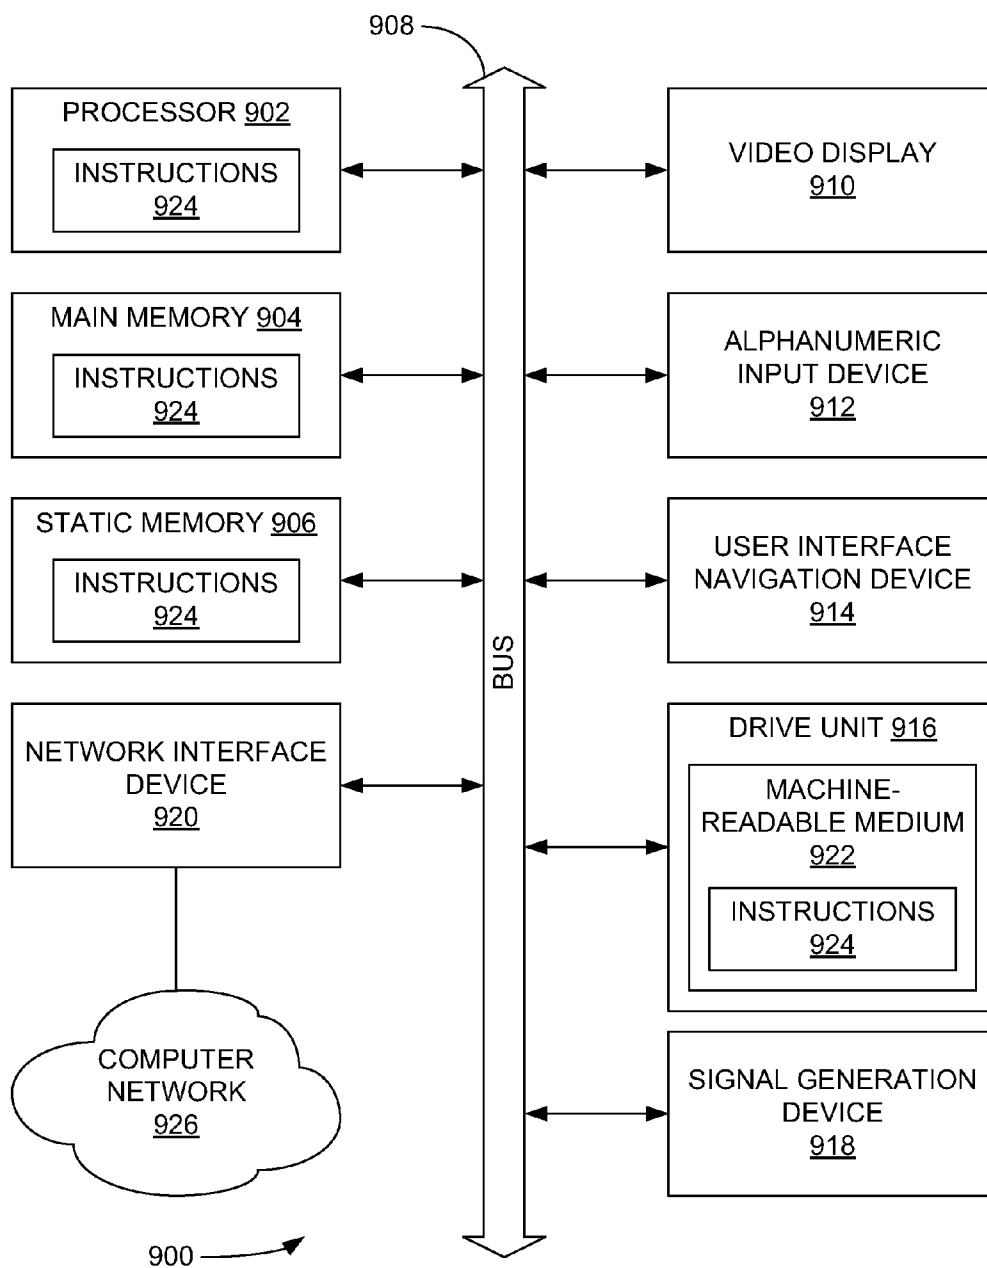 908
PROCESSOR 902
INSTRUCTIONS
924
MAIN MEMORY 904
INSTRUCTIONS
924
STATIC MEMORY 906
INSTRUCTIONS
924
NETWORK INTERFACE
DEVICE
920
COMPUTER
NETWORK
926
900
BUS
VIDEO DISPLAY
910
ALPHANUMERIC
INPUT DEVICE
912
USER INTERFACE
NAVIGATION DEVICE
914
DRIVE UNIT 916
MACHINE-
READABLE MEDIUM
922
INSTRUCTIONS
924
SIGNAL GENERATION
DEVICE
918